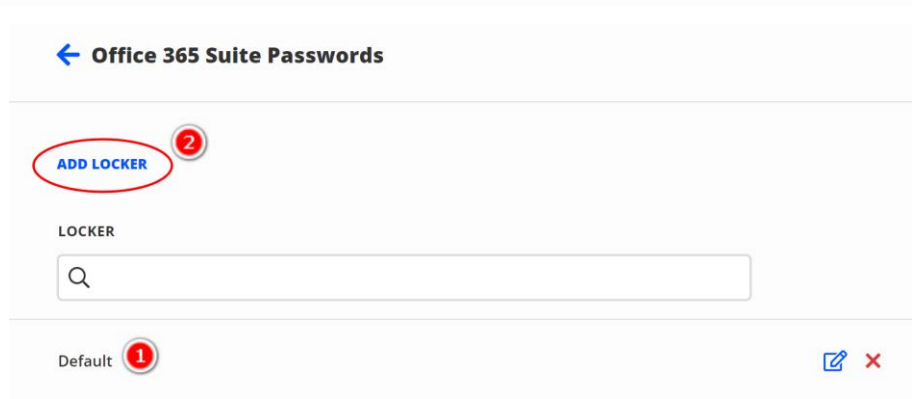 Office 365 Suite Passwords
2
ADD LOCKER
LOCKER
Default 1